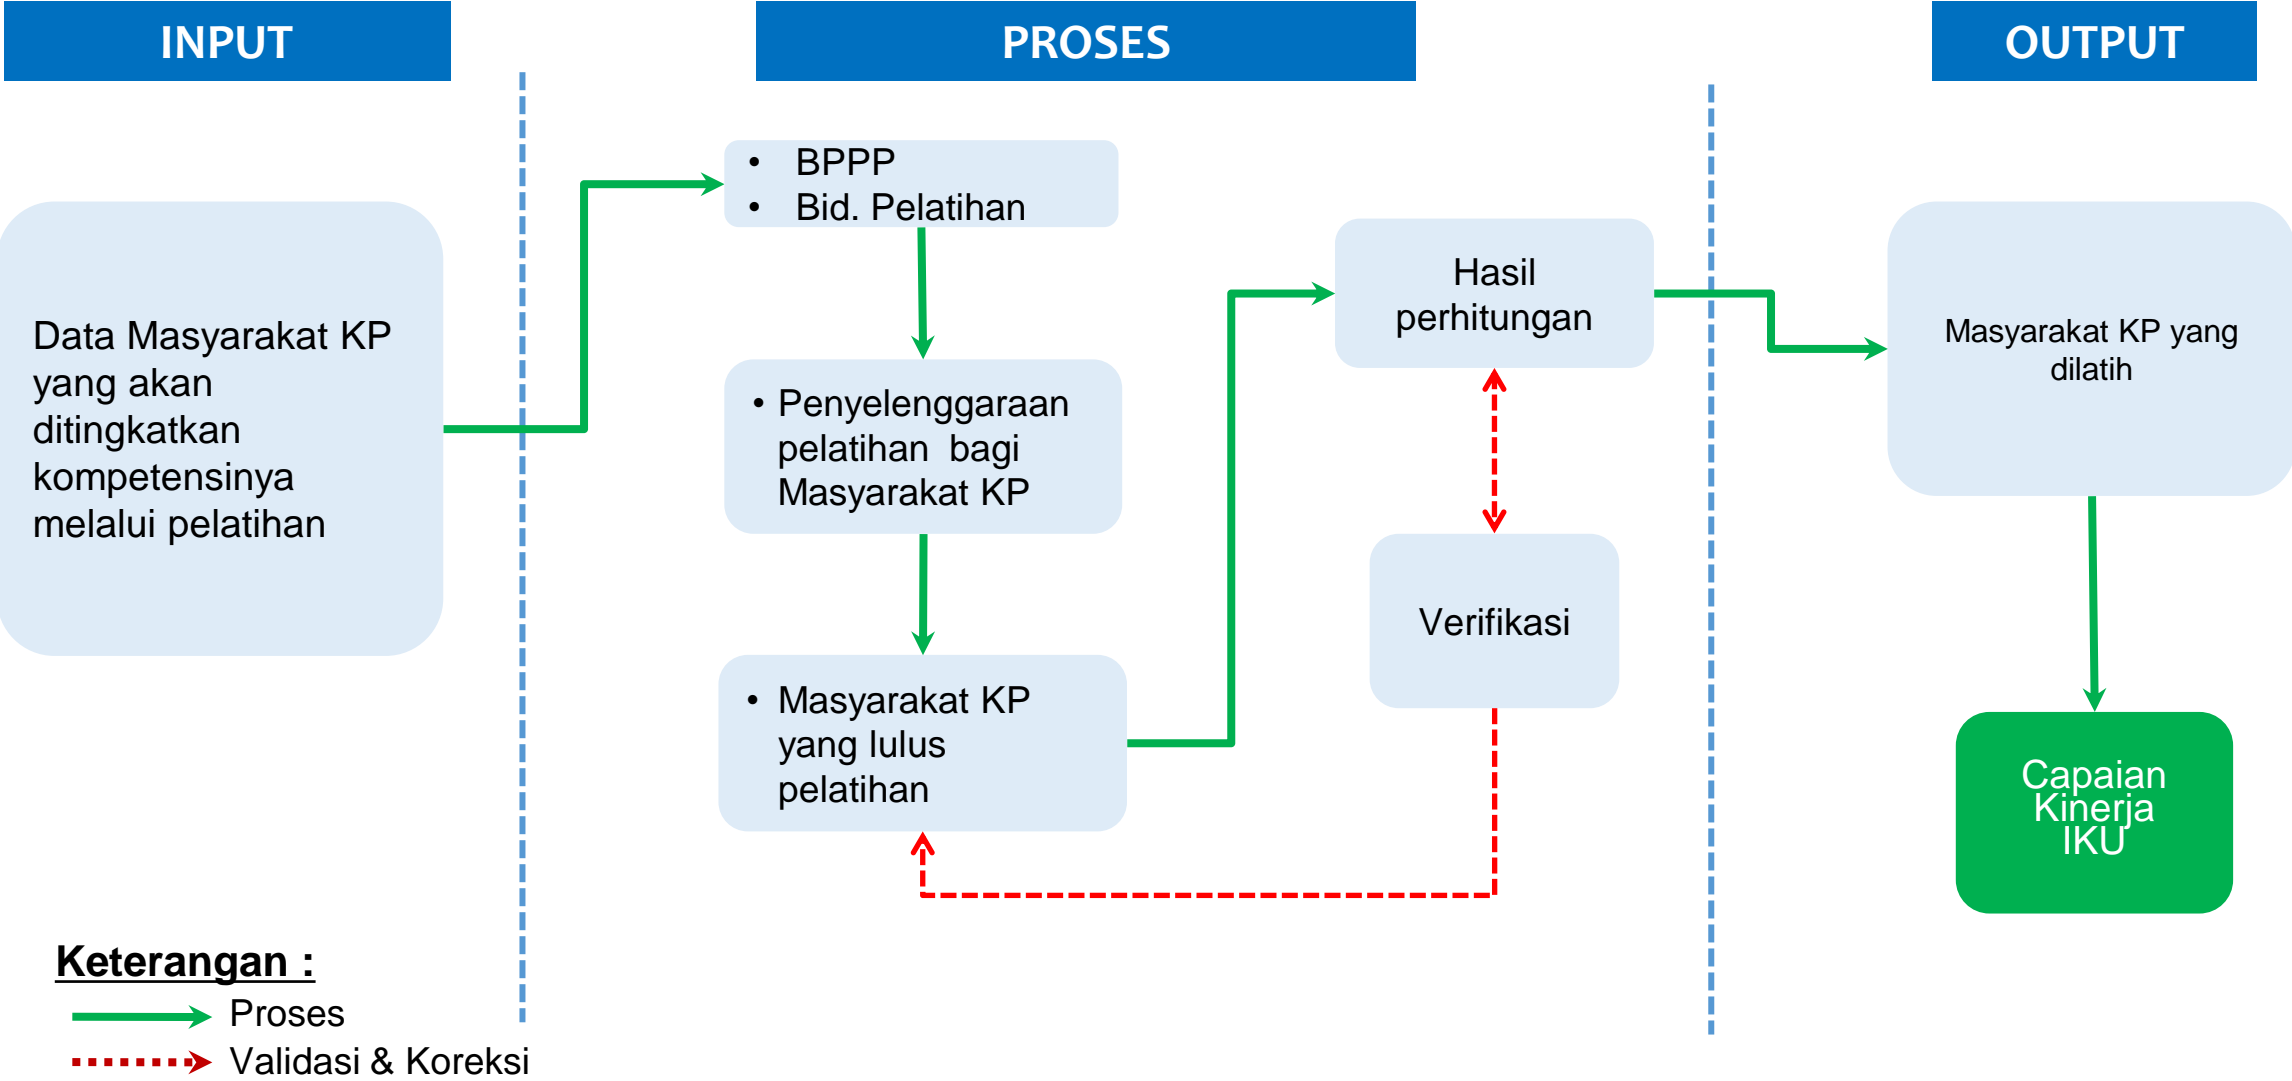 INPUT
PROSES
OUTPUT
Data Masyarakat KP
yang akan
ditingkatkan
kompetensinya
melalui pelatihan
• BPPP
• Bid. Pelatihan
• Penyelenggaraan
pelatihan bagi
Masyarakat KP
• Masyarakat KP
yang lulus
pelatihan
Hasil
perhitungan
Verifikasi
Masyarakat KP yang
dilatih
Capaian
Kinerja
IKU
Keterangan :
Proses
Validasi & Koreksi